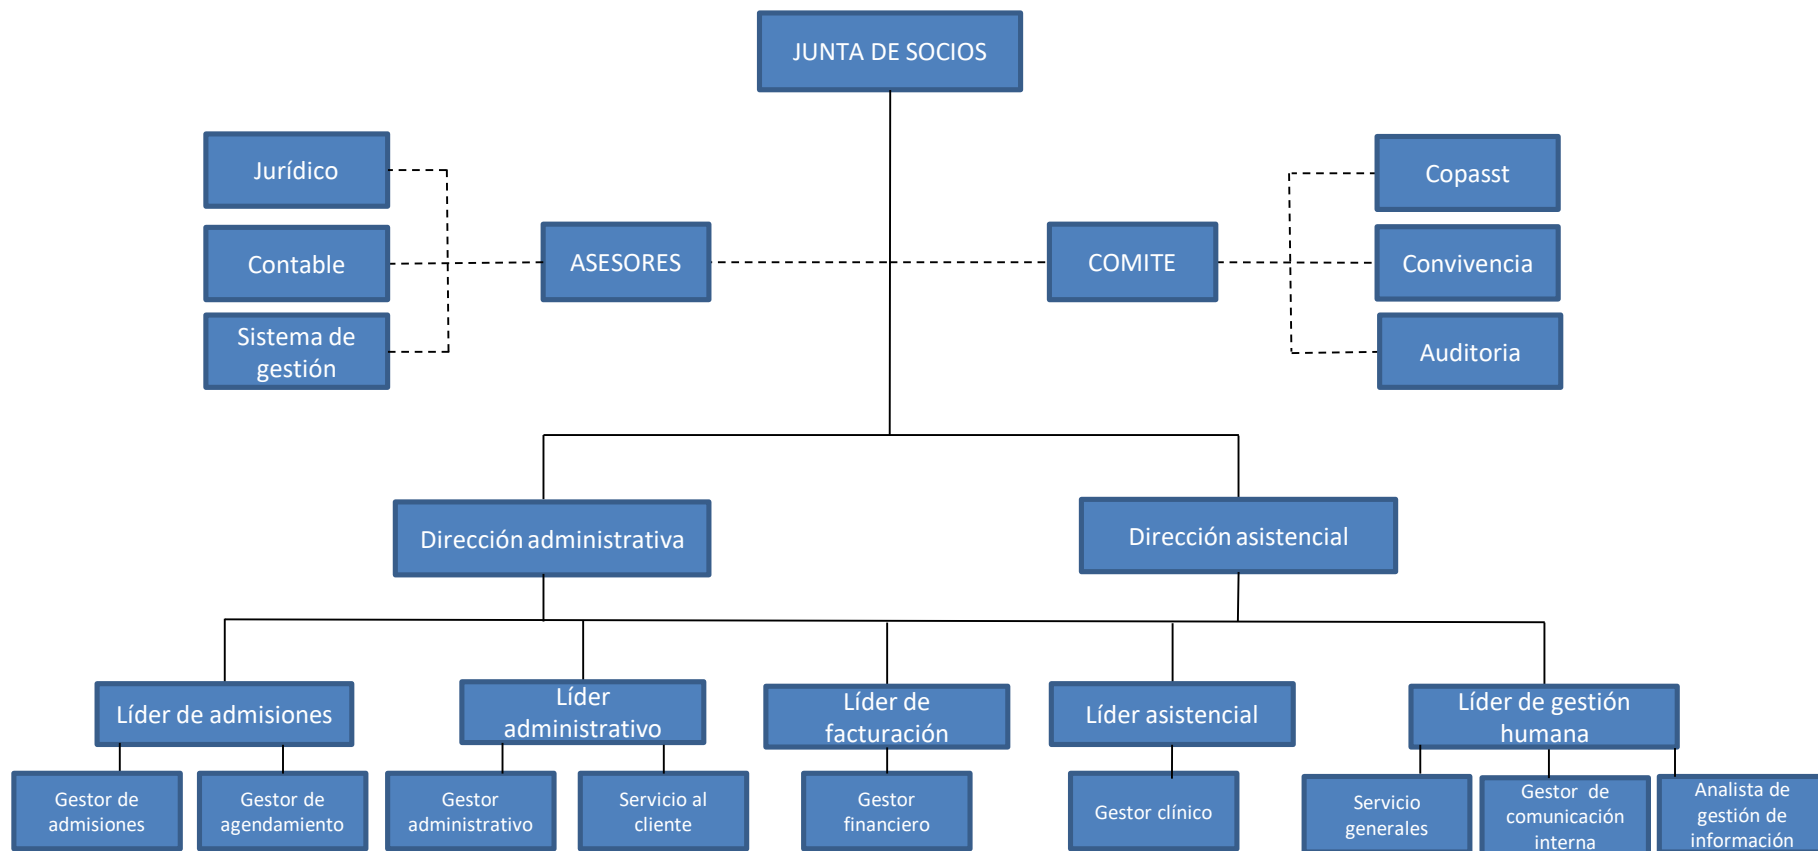 JUNTA DE SOCIOS
Jurídico
Copasst
Contable
ASESORES
COMITE
Convivencia
Sistema de
gestión
Auditoria
Dirección administrativa
Dirección asistencial
Líder de admisiones
Líder
administrativo
Líder de
facturación
Líder asistencial
Líder de gestión
humana
Gestor de
admisiones
Gestor de
agendamiento
Gestor
administrativo
Servicio al
cliente
Gestor
financiero
Gestor clínico
Servicio
generales
Gestor de
comunicación
interna
Analista de
gestión de
información